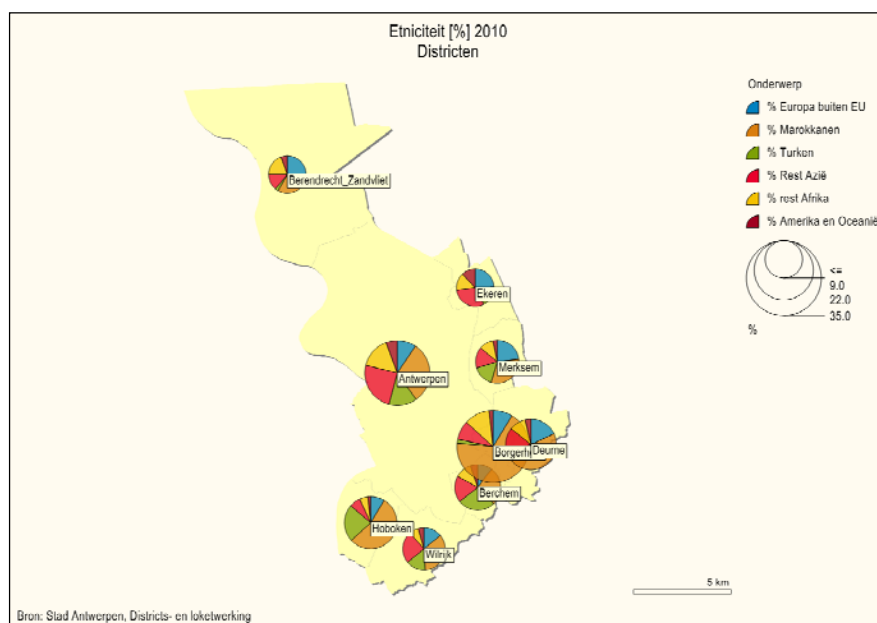 Etniciteit [%] 2010
Districten
Onderwerp
% Europa buiten EU
% Marokkanen
% Turken
% Rest Azië
% rest Afrika
% Amerika en Oceanië
<=
9.0
22.0
35.0
%
Berendrecht_Zandvliet
Ekeren
Merksem
Antwerpen
Deurne
Berchem
Hoboken
Wilrijk
5 km
Bron: Stad Antwerpen, Districts- en loketwerking